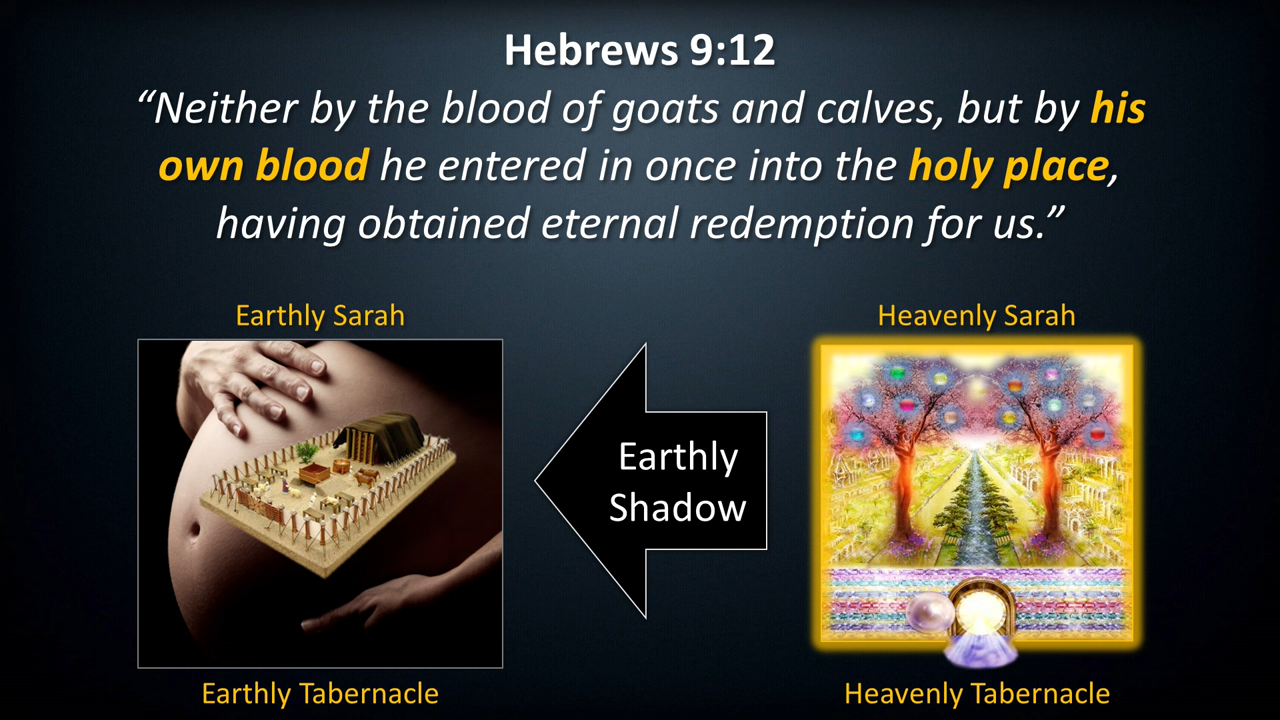 Hebrews 9:12
“Neither by the blood of goats and calves, but by his
own blood he entered in once into the holy place,
having obtained eternal redemption for us.”
Earthly Sarah
Heavenly Sarah
Earthly
Shadow
Earthly Tabernacle
Heavenly Tabernacle